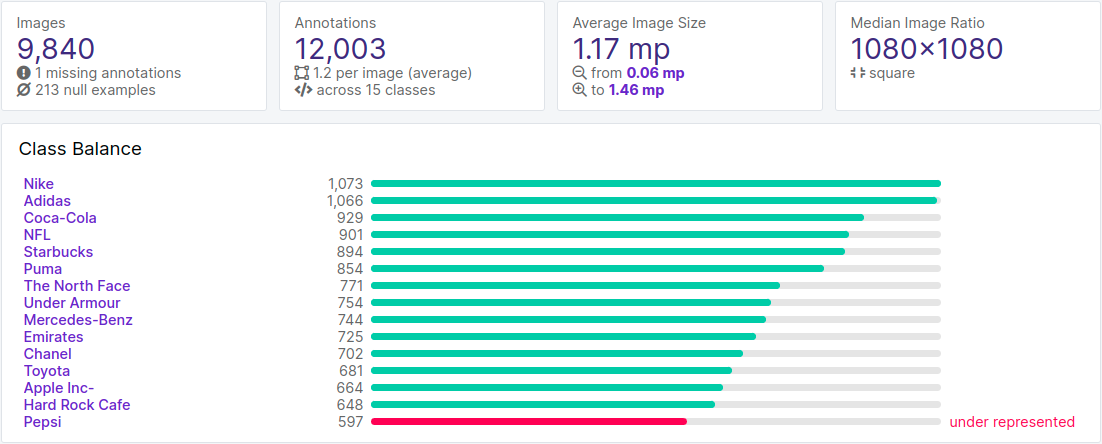 Images
9,840
1 missing annotations
213 null examples
Annotations
12,003
1.2 per image (average)
across 15 classes
Average Image Size
1.17 mp
from 0.06 mp
to 1.46 mp
Median Image Ratio
1080×1080
square
Class Balance
Nike 1,073
Adidas 1,066
Coca-Cola 929
NFL 901
Starbucks 894
Puma 854
The North Face 771
Under Armour 754
Mercedes-Benz 744
Emirates 725
Chanel 702
Toyota 681
Apple Inc- 664
Hard Rock Cafe 648
Pepsi 597 under represented